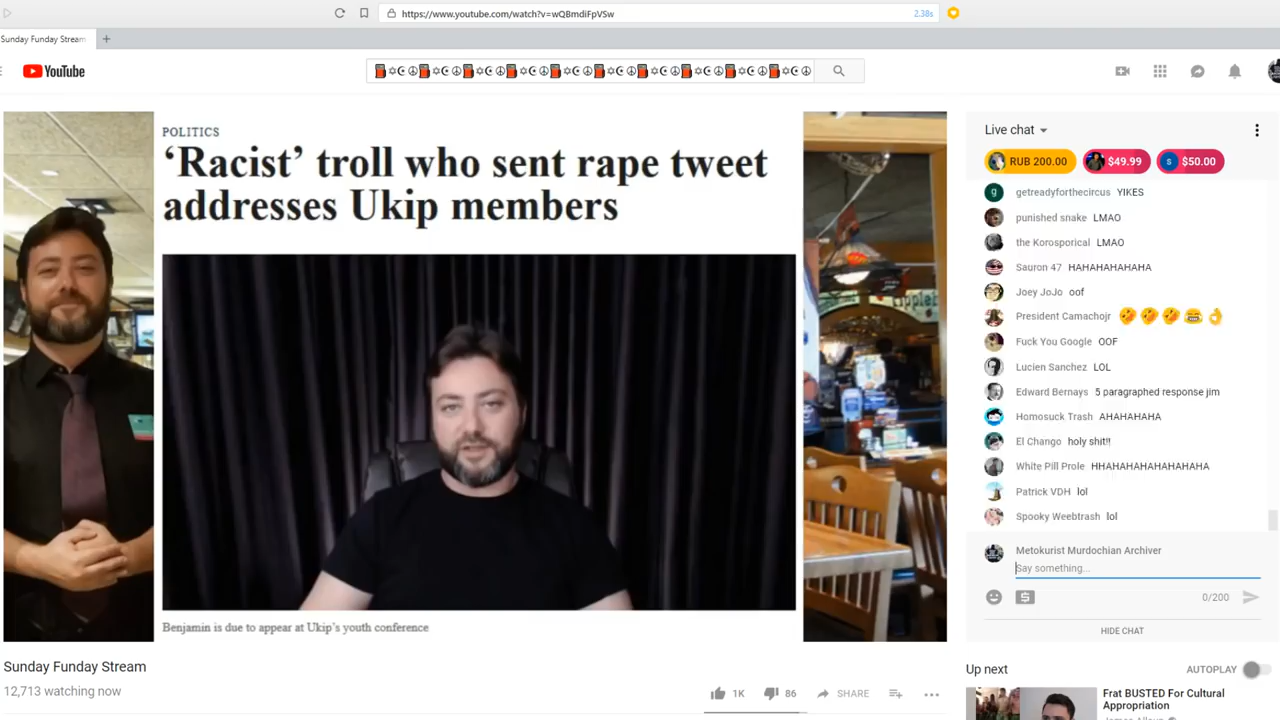 Sunday Funday Stream
https://www.youtube.com/watch?v=wQBmdiFpVSw
2.38s
YouTube
POLITICS
‘Racist’ troll who sent rape tweet
addresses Ukip members
Benjamin is due to appear at Ukip’s youth conference
Sunday Funday Stream
12,713 watching now
1K
86
SHARE
Live chat
RUB 200.00
$49.99
$50.00
getreadyforthecircus YIKES
punished snake LMAO
the Korosporical LMAO
Sauron 47 HAHAHAHAHAHA
Joey JoJo oof
President Camachojr 🤣🤣🤣😂👌
Fuck You Google OOF
Lucien Sanchez LOL
Edward Bernays 5 paragraphed response jim
Homosuck Trash AHAHAHAHA
El Chango holy shit!!
White Pill Prole HHAHAHAHAHAHAHAHA
Patrick VDH lol
Spooky Weebtrash lol
Metokurist Murdochian Archiver
Say something...
0/200
HIDE CHAT
Up next
AUTOPLAY
Frat BUSTED For Cultural
Appropriation